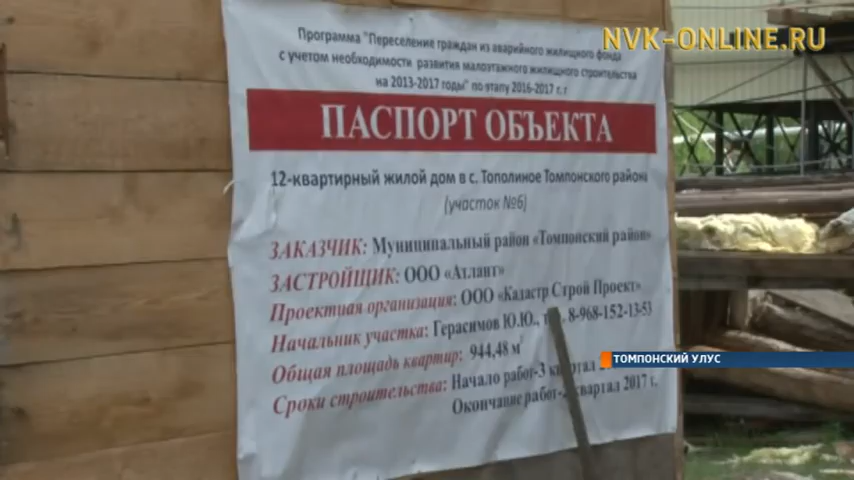 NVK-ONLINE.RU
Программа "Переселение граждан из аварийного жилищного фонда
с учетом необходимости развития малоэтажного жилищного строительства
на 2013-2017 годы" по этапу 2016-2017 г.г
ПАСПОРТ ОБЪЕКТА
12-квартирный жилой дом в с. Тополиное Томпонского района
(участок №6)
ЗАКАЗЧИК: Муниципальный район «Томпонский район»
ЗАСТРОЙЩИК: ООО «Атлант»
Проектная организация: ООО «Кадастр Строй Проект»
Начальник участка: Герасимов Ю.Ю., 8-968-152-13-53
Общая площадь квартир: 944,48 м²
Сроки строительства: Начало работ-3
Окончание работ- квартал 2017 г.
ТОМПОНСКИЙ УЛУС